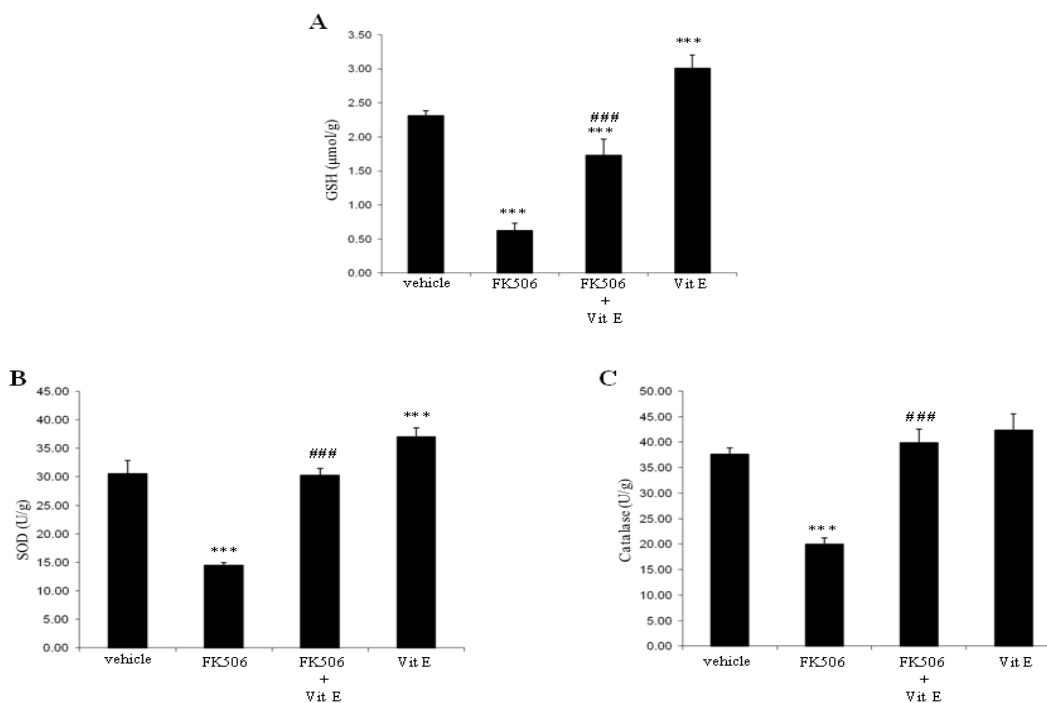 A
3.50
3.00
2.50
2.00
1.50
1.00
0.50
0.00
GSH (µmol/g)
***
###
***
***
vehicle
FK506
FK506
+
Vit E
Vit E
B
45.00
40.00
35.00
30.00
25.00
20.00
15.00
10.00
5.00
0.00
SOD (U/g)
***
###
***
vehicle
FK506
FK506
+
Vit E
Vit E
C
50.00
45.00
40.00
35.00
30.00
25.00
20.00
15.00
10.00
5.00
0.00
Catalase (U/g)
***
###
vehicle
FK506
FK506
+
Vit E
Vit E